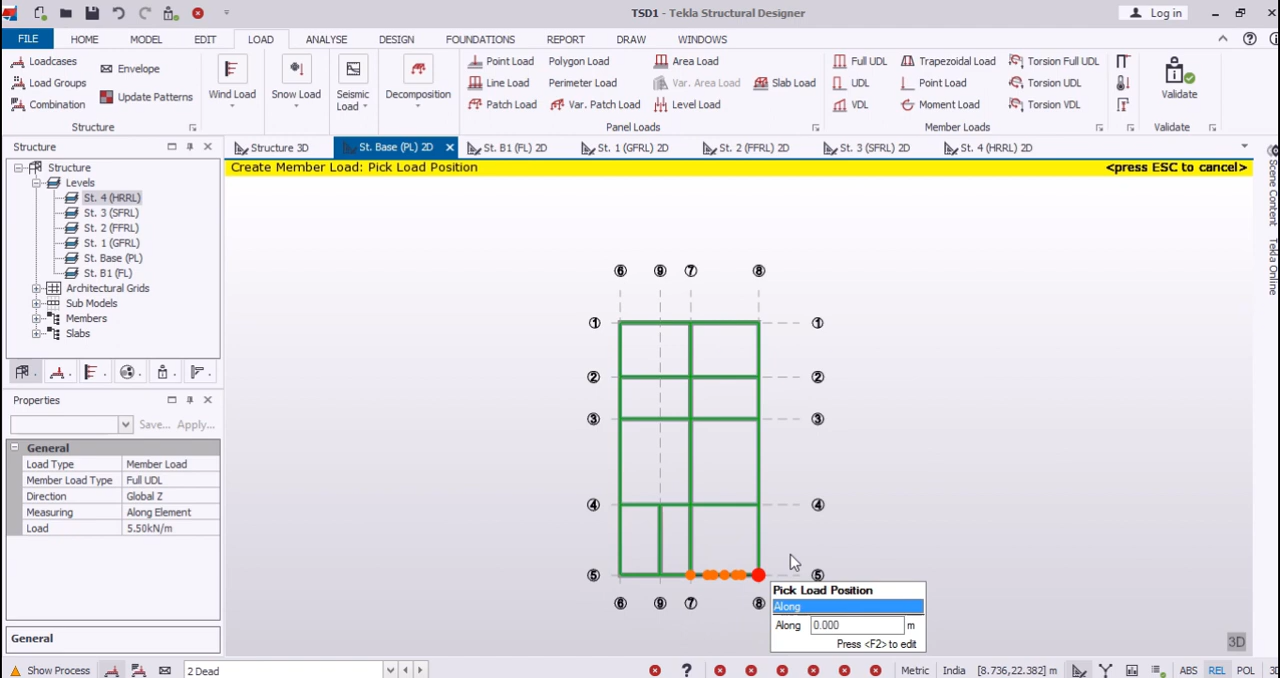 TSD1 - Tekla Structural Designer
Log in
FILE HOME MODEL EDIT LOAD ANALYSE DESIGN FOUNDATIONS REPORT DRAW WINDOWS
Loadcases
Load Groups
Combination
Envelope
Update Patterns
Structure
Wind Load
Snow Load
Seismic
Load
Decomposition
Point Load Polygon Load Area Load
Line Load Perimeter Load Var. Area Load Slab Load
Patch Load Var. Patch Load Level Load
Panel Loads
Full UDL Trapezoidal Load Torsion Full UDL
UDL Point Load Torsion UDL
VDL Moment Load Torsion VDL
Member Loads
Validate
Validate
Structure
Structure 3D St. Base (PL) 2D St. B1 (FL) 2D St. 1 (GFRL) 2D St. 2 (FFRL) 2D St. 3 (SFRL) 2D St. 4 (HRRL) 2D
Create Member Load: Pick Load Position <press ESC to cancel>
Structure
Levels
St. 4 (HRRL)
St. 3 (SFRL)
St. 2 (FFRL)
St. 1 (GFRL)
St. Base (PL)
St. B1 (FL)
Architectural Grids
Sub Models
Members
Slabs
Properties
Save... Apply...
General
Load Type Member Load
Member Load Type Full UDL
Direction Global Z
Measuring Along Element
Load 5.50kN/m
General
6 9 7 8
1 1
2 2
3 3
4 4
5 5
6 9 7 8
Pick Load Position
Along
Along 0.000 m
Press <F2> to edit
3D
Scene Content
Tekla Online
Show Process 2 Dead Metric India [8.736,22.382] m ABS REL POL 3D